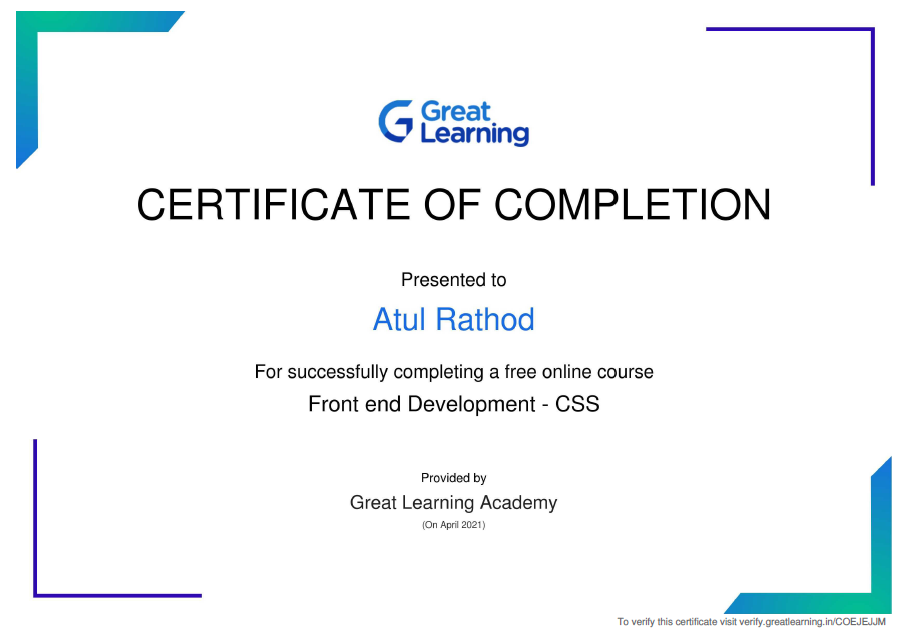 Great
Learning
CERTIFICATE OF COMPLETION
Presented to
Atul Rathod
For successfully completing a free online course
Front end Development - CSS
Provided by
Great Learning Academy
(On April 2021)
To verify this certificate visit verify.greatlearning.in/COEJEJJM